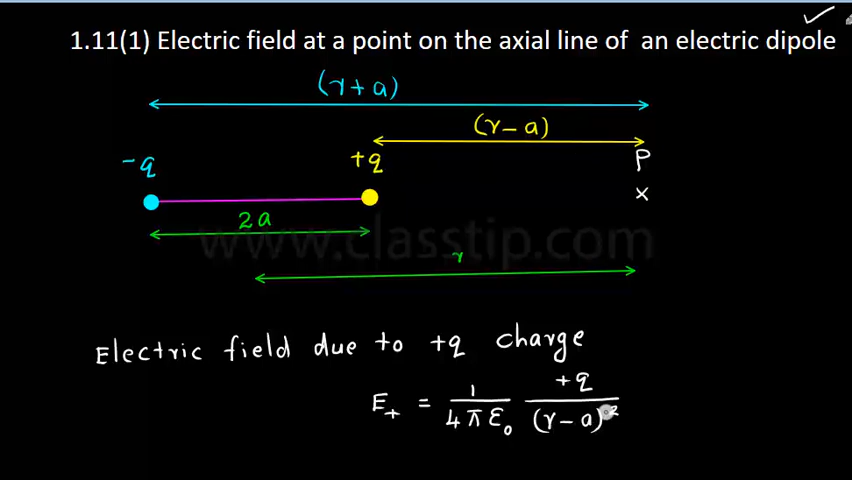 1.11(1) Electric field at a point on the axial line of an electric dipole
(r+a)
(r-a)
-q
+q
P
x
2a
www.classtip.com
r
Electric field due to +q charge
E₊ = 1/4πε₀ +q/(r-a)²